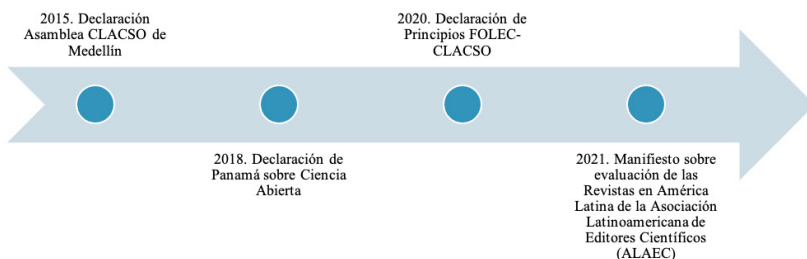 2015. Declaración
Asamblea CLACSO de
Medellín
2018. Declaración de
Panamá sobre Ciencia
Abierta
2020. Declaración de
Principios FOLEC-
CLACSO
2021. Manifiesto sobre
evaluación de las
Revistas en América
Latina de la Asociación
Latinoamericana de
Editores Científicos
(ALAEC)